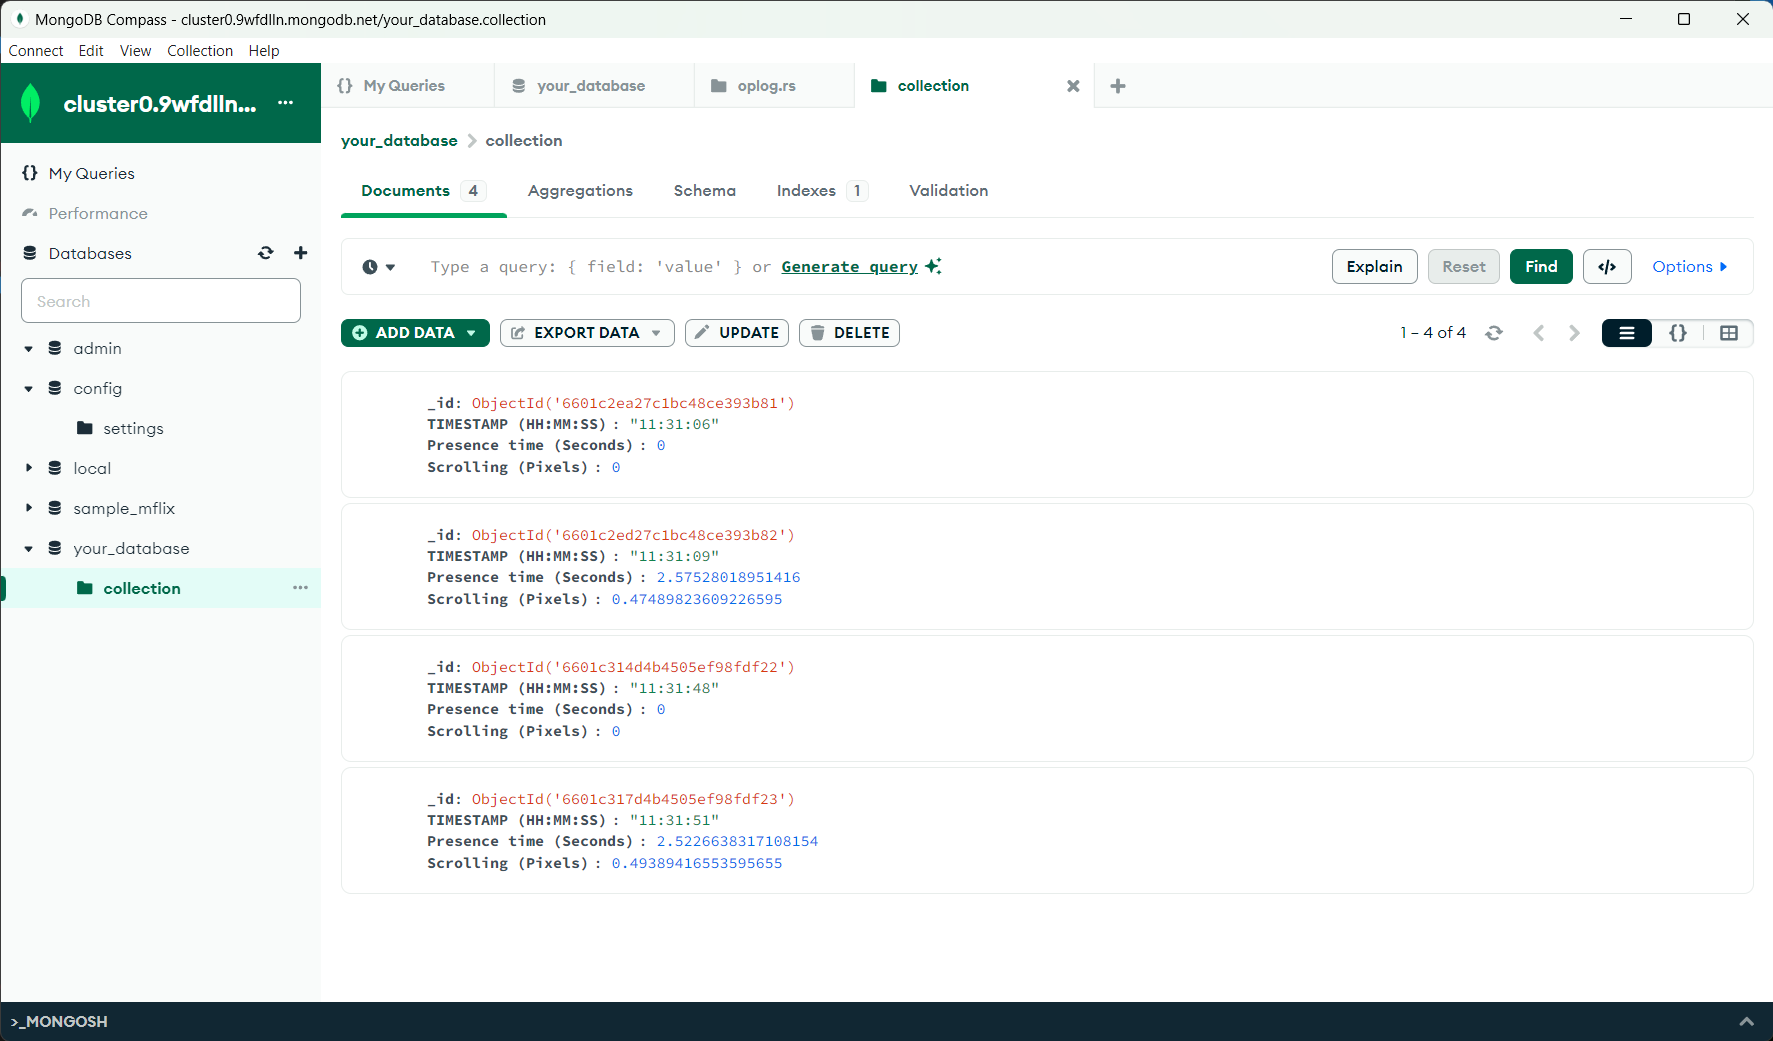 MongoDB Compass - cluster0.9wfdlln.mongodb.net/your_database.collection
Connect Edit View Collection Help
cluster0.9wfdlln... ...
{} My Queries
your_database
oplog.rs
collection
My Queries
Performance
Databases
Search
admin
config
settings
local
sample_mflix
your_database
collection ...
your_database > collection
Documents 4 Aggregations Schema Indexes 1 Validation
Type a query: { field: 'value' } or Generate query
Explain Reset Find </> Options
ADD DATA EXPORT DATA UPDATE DELETE 1 – 4 of 4 {}
_id: ObjectId('6601c2ea27c1bc48ce393b81')
TIMESTAMP (HH:MM:SS) : "11:31:06"
Presence time (Seconds) : 0
Scrolling (Pixels) : 0
_id: ObjectId('6601c2ed27c1bc48ce393b82')
TIMESTAMP (HH:MM:SS) : "11:31:09"
Presence time (Seconds) : 2.57528018951416
Scrolling (Pixels) : 0.47489823609226595
_id: ObjectId('6601c314d4b4505ef98fdf22')
TIMESTAMP (HH:MM:SS) : "11:31:48"
Presence time (Seconds) : 0
Scrolling (Pixels) : 0
_id: ObjectId('6601c317d4b4505ef98fdf23')
TIMESTAMP (HH:MM:SS) : "11:31:51"
Presence time (Seconds) : 2.5226638317108154
Scrolling (Pixels) : 0.49389416553595655
>_MONGOSH